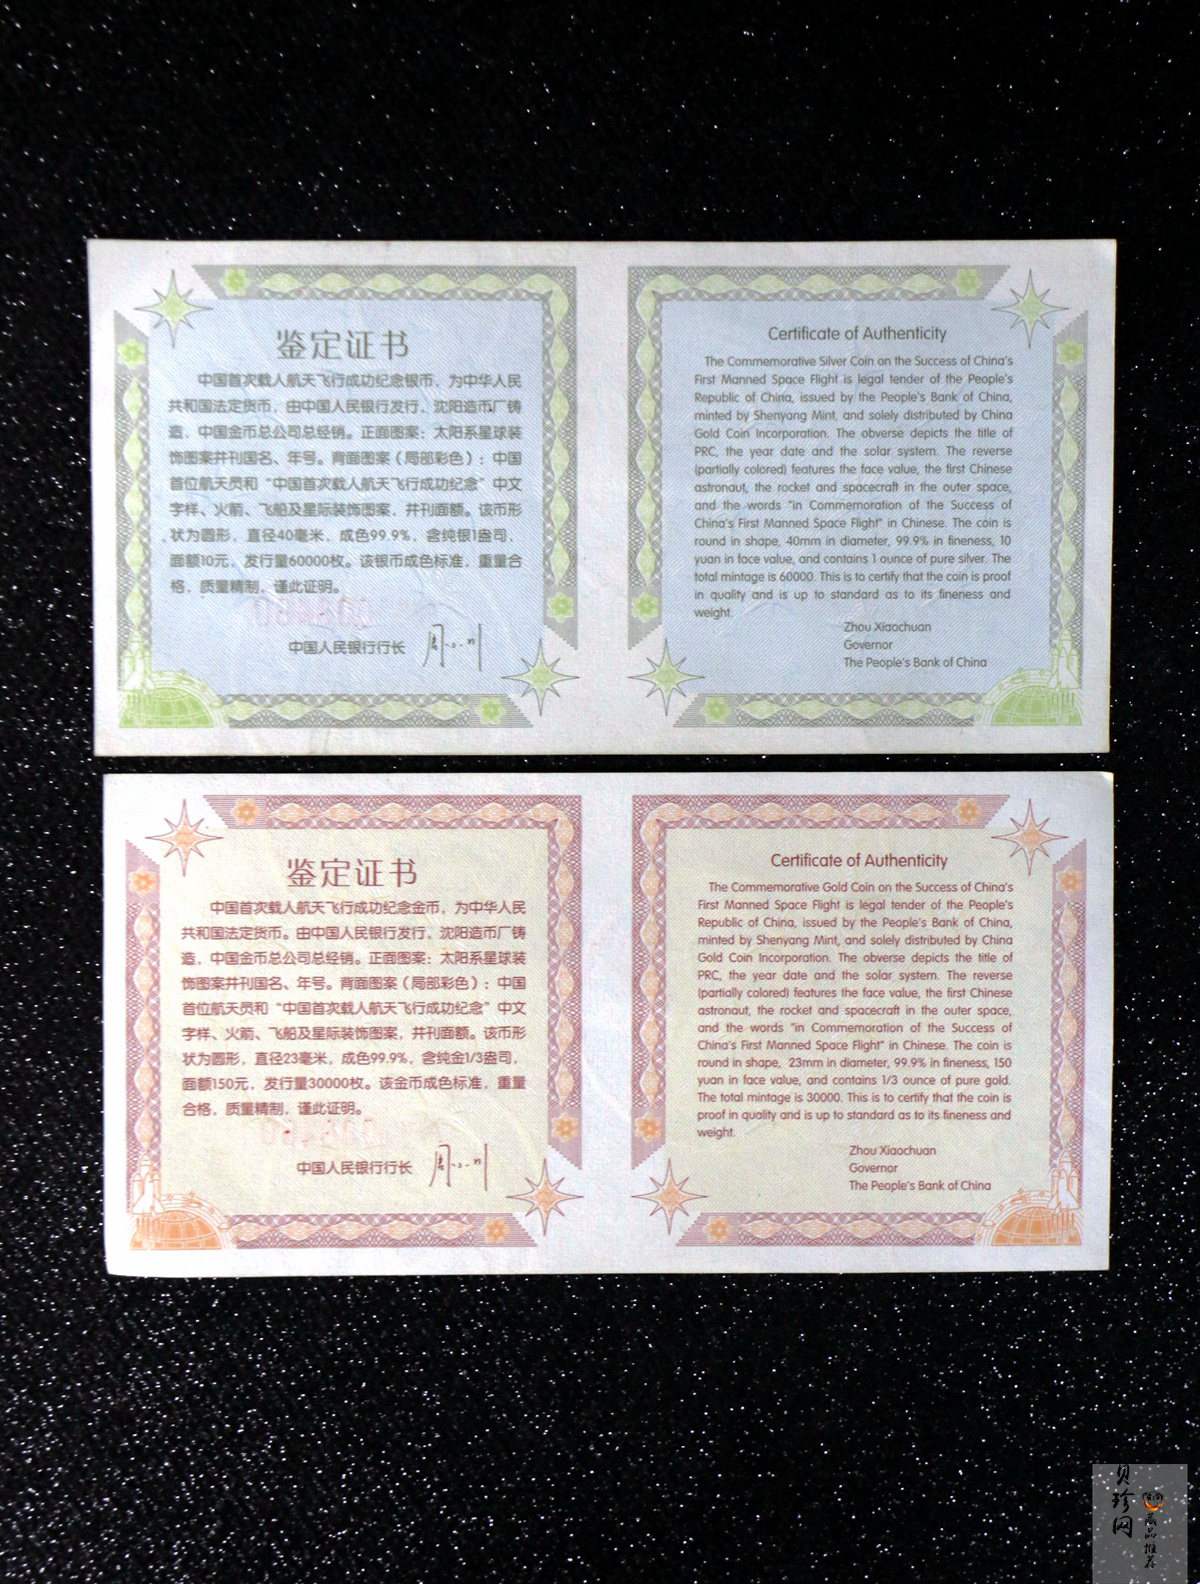 鉴定证书
中国首次载人航天飞行成功纪念银币，为中华人民
共和国法定货币，由中国人民银行发行，沈阳造币厂铸
造，中国金币总公司总经销。正面图案：太阳系星球装
饰图案并刊国名、年号。背面图案（局部彩色）：中国
首位航天员和“中国首次载人航天飞行成功纪念”中文
字样、火箭、飞船及星际装饰图案，并刊面额。该币形
状为圆形，直径40毫米，成色99.9%，含纯银1盎司，
面额10元，发行量60000枚。该银币成色标准，重量合
格，质量精制，谨此证明。
中国人民银行行长
Certificate of Authenticity
The Commemorative Silver Coin on the Success of China's
First Manned Space Flight is legal tender of the People's
Republic of China, issued by the People's Bank of China,
minted by Shenyang Mint, and solely distributed by China
Gold Coin Incorporation. The obverse depicts the title of
PRC, the year date and the solar system. The reverse
(partially colored) features the face value, the first Chinese
astronaut, the rocket and spacecraft in the outer space,
and the words "in Commemoration of the Success of
China's First Manned Space Flight" in Chinese. The coin is
round in shape, 40mm in diameter, 99.9% in fineness, 10
yuan in face value, and contains 1 ounce of pure silver. The
total mintage is 60000. This is to certify that the coin is proof
in quality and is up to standard as to its fineness and
weight.
Zhou Xiaochuan
Governor
The People's Bank of China
鉴定证书
中国首次载人航天飞行成功纪念金币，为中华人民
共和国法定货币。由中国人民银行发行，沈阳造币厂铸
造，中国金币总公司总经销。正面图案：太阳系星球装
饰图案并刊国名、年号。背面图案（局部彩色）：中国
首位航天员和“中国首次载人航天飞行成功纪念”中文
字样、火箭、飞船及星际装饰图案，并刊面额。该币形
状为圆形，直径23毫米，成色99.9%，含纯金1/3盎司，
面额150元，发行量30000枚。该金币成色标准，重量
合格，质量精制，谨此证明。
中国人民银行行长
Certificate of Authenticity
The Commemorative Gold Coin on the Success of China's
First Manned Space Flight is legal tender of the People's
Republic of China, issued by the People's Bank of China,
minted by Shenyang Mint, and solely distributed by China
Gold Coin Incorporation. The obverse depicts the title of
PRC, the year date and the solar system. The reverse
(partially colored) features the face value, the first Chinese
astronaut, the rocket and spacecraft in the outer space,
and the words "in Commemoration of the Success of
China's First Manned Space Flight" in Chinese. The coin is
round in shape, 23mm in diameter, 99.9% in fineness, 150
yuan in face value, and contains 1/3 ounce of pure gold.
The total mintage is 30000. This is to certify that the coin is
proof in quality and is up to standard as to its fineness and
weight.
Zhou Xiaochuan
Governor
The People's Bank of China
贝珍网
藏品推荐